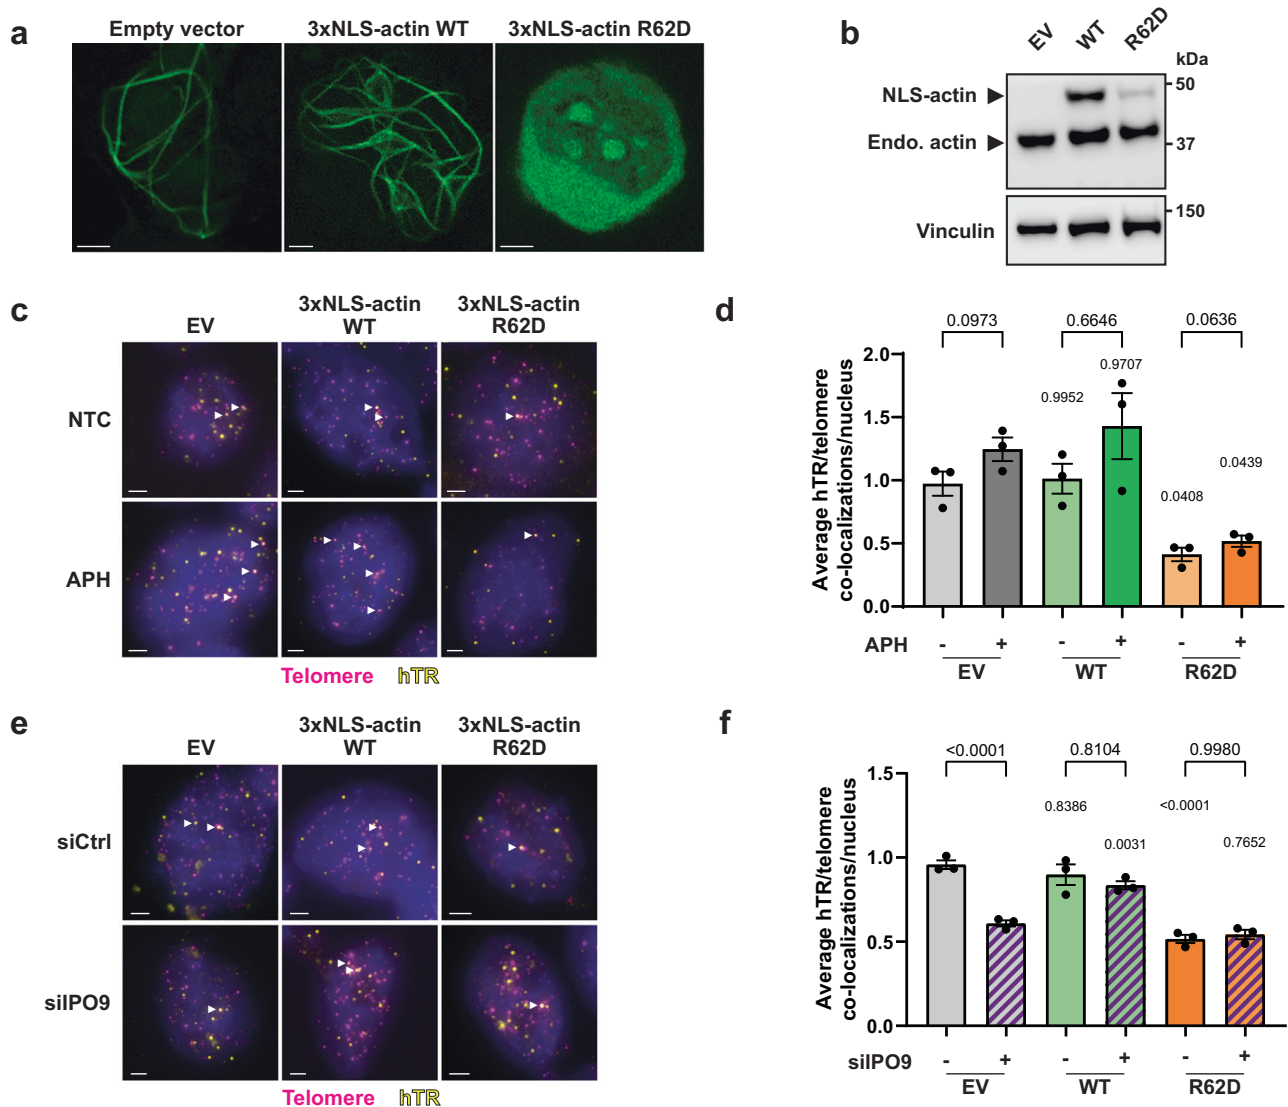 a
Empty vector
3xNLS-actin WT
3xNLS-actin R62D
b
EV
WT
R62D
kDa
NLS-actin
50
Endo. actin
37
Vinculin
150
c
EV
3xNLS-actin
WT
3xNLS-actin
R62D
NTC
APH
Telomere
hTR
d
Average hTR/telomere
co-localizations/nucleus
2.0
1.5
1.0
0.5
0.0
0.0973
0.6646
0.0636
0.9952
0.9707
0.0408
0.0439
APH
- + - + - +
EV
WT
R62D
e
EV
3xNLS-actin
WT
3xNLS-actin
R62D
siCtrl
siIPO9
Telomere
hTR
f
Average hTR/telomere
co-localizations/nucleus
1.5
1.0
0.5
0.0
<0.0001
0.8104
0.9980
0.8386
0.0031
<0.0001
0.7652
siIPO9
- + - + - +
EV
WT
R62D